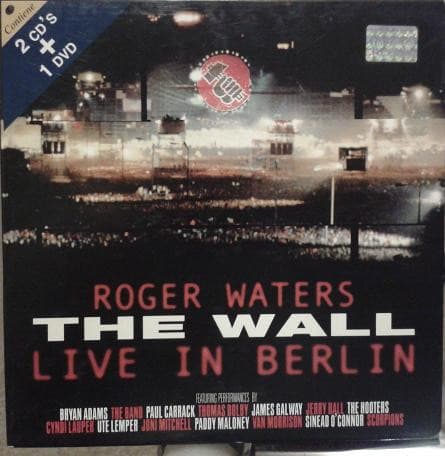 Contiene
2 CD'S
+
1 DVD
ROGER WATERS
THE WALL
LIVE IN BERLIN
FEATURING PERFORMANCES BY
BRYAN ADAMS THE BAND PAUL CARRACK THOMAS DOLBY JAMES GALWAY JERRY HALL THE HOOTERS
CYNDI LAUPER UTE LEMPER JONI MITCHELL PADDY MALONEY VAN MORRISON SINEAD O'CONNOR SCORPIONS